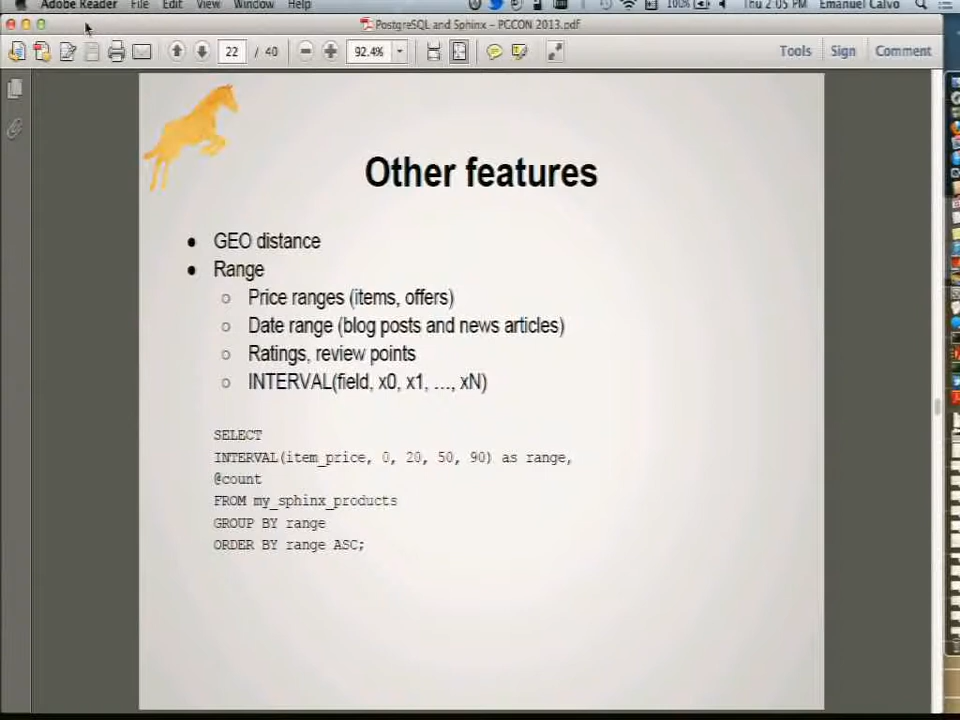 Adobe Reader File Edit View Window Help 100% Thu 2:05 PM Emanuel Calvo
PostgreSQL and Sphinx – PGCON 2013.pdf
22 / 40 92.4% Tools Sign Comment
Other features
● GEO distance
● Range
○ Price ranges (items, offers)
○ Date range (blog posts and news articles)
○ Ratings, review points
○ INTERVAL(field, x0, x1, …, xN)
SELECT
INTERVAL(item_price, 0, 20, 50, 90) as range,
@count
FROM my_sphinx_products
GROUP BY range
ORDER BY range ASC;